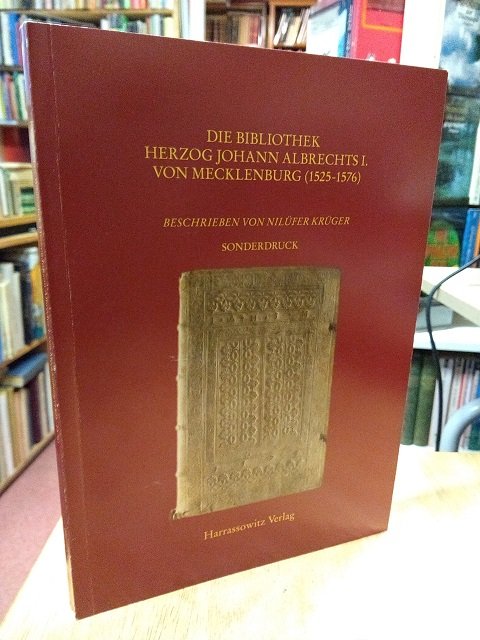 DIE BIBLIOTHEK
HERZOG JOHANN ALBRECHTS I.
VON MECKLENBURG (1525-1576)
BESCHRIEBEN VON NILÜFER KRÜGER
SONDERDRUCK
Harrassowitz Verlag